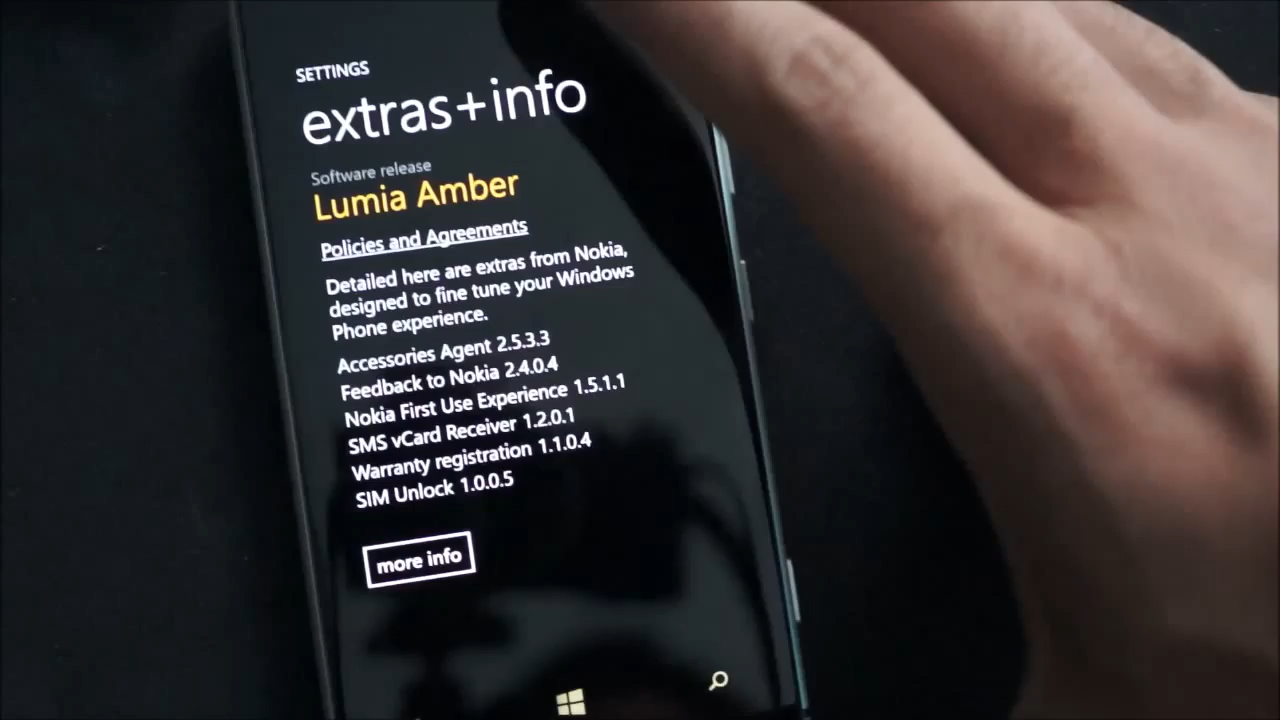 SETTINGS
extras+info
Software release
Lumia Amber
Policies and Agreements
Detailed here are extras from Nokia,
designed to fine tune your Windows
Phone experience.
Accessories Agent 2.5.3.3
Feedback to Nokia 2.4.0.4
Nokia First Use Experience 1.5.1.1
SMS vCard Receiver 1.2.0.1
Warranty registration 1.1.0.4
SIM Unlock 1.0.0.5
more info